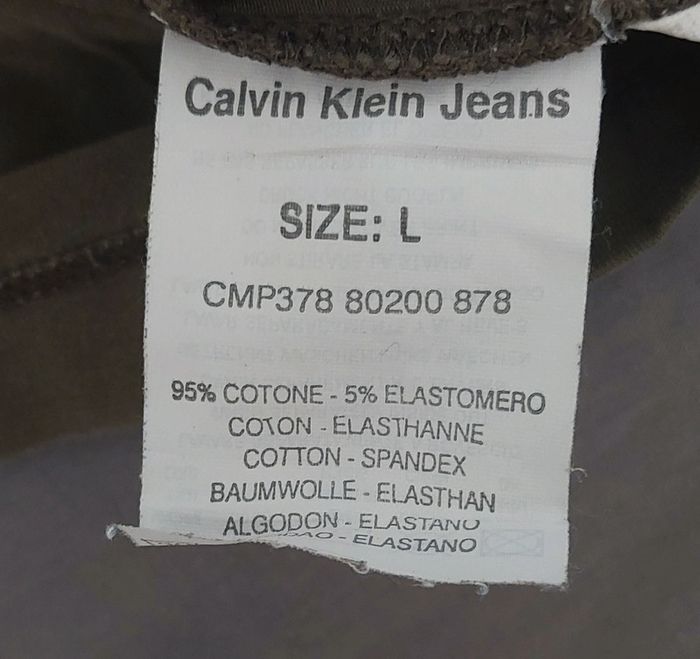 Calvin Klein Jeans
SIZE: L
CMP378 80200 878
95% COTONE - 5% ELASTOMERO
COTON - ELASTHANNE
COTTON - SPANDEX
BAUMWOLLE - ELASTHAN
ALGODON - ELASTANO
- ELASTANO